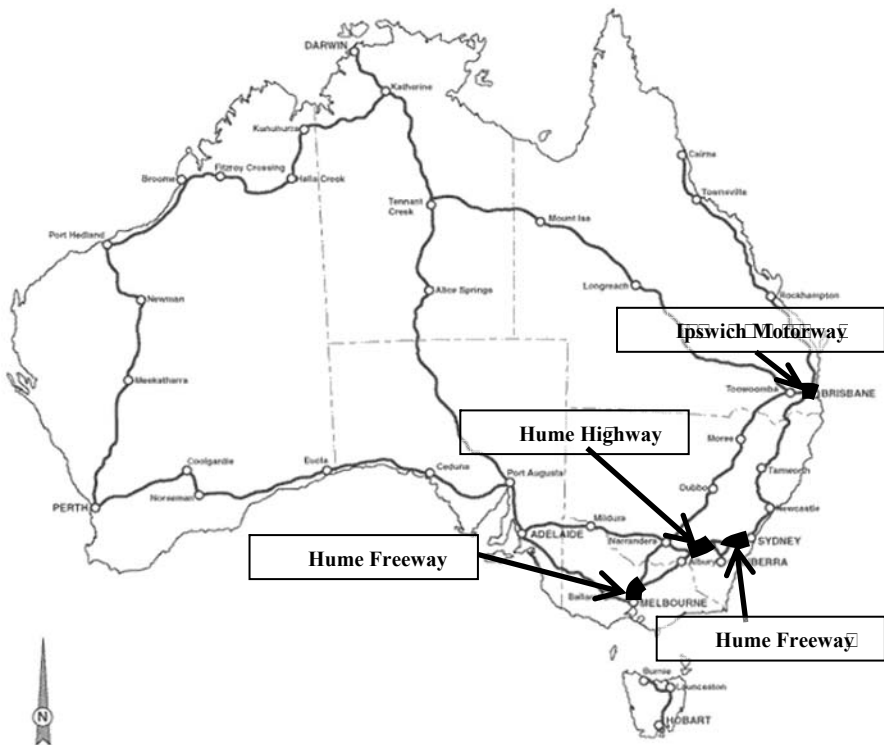 DARWIN
Katherine
Kununurra
Cairns
Fitzroy Crossing
Broome
Halls Creek
Townsville
Tennant
Creek
Mount Isa
Port Hedland
Longreach
Alice Springs
Newman
Rockhampton
Ipswich Motorway
Meekatharra
Toowoomba
BRISBANE
Hume Highway
Moree
Coolgardie
Eucla
Ceduna
Port Augusta
Tamworth
Dubbo
Norseman
PERTH
Newcastle
Mildura
ADELAIDE
Narrandera
SYDNEY
Hume Freeway
Albury
BERRA
Balla
MELBOURNE
Hume Freeway
Burnie
Launceston
HOBART
N